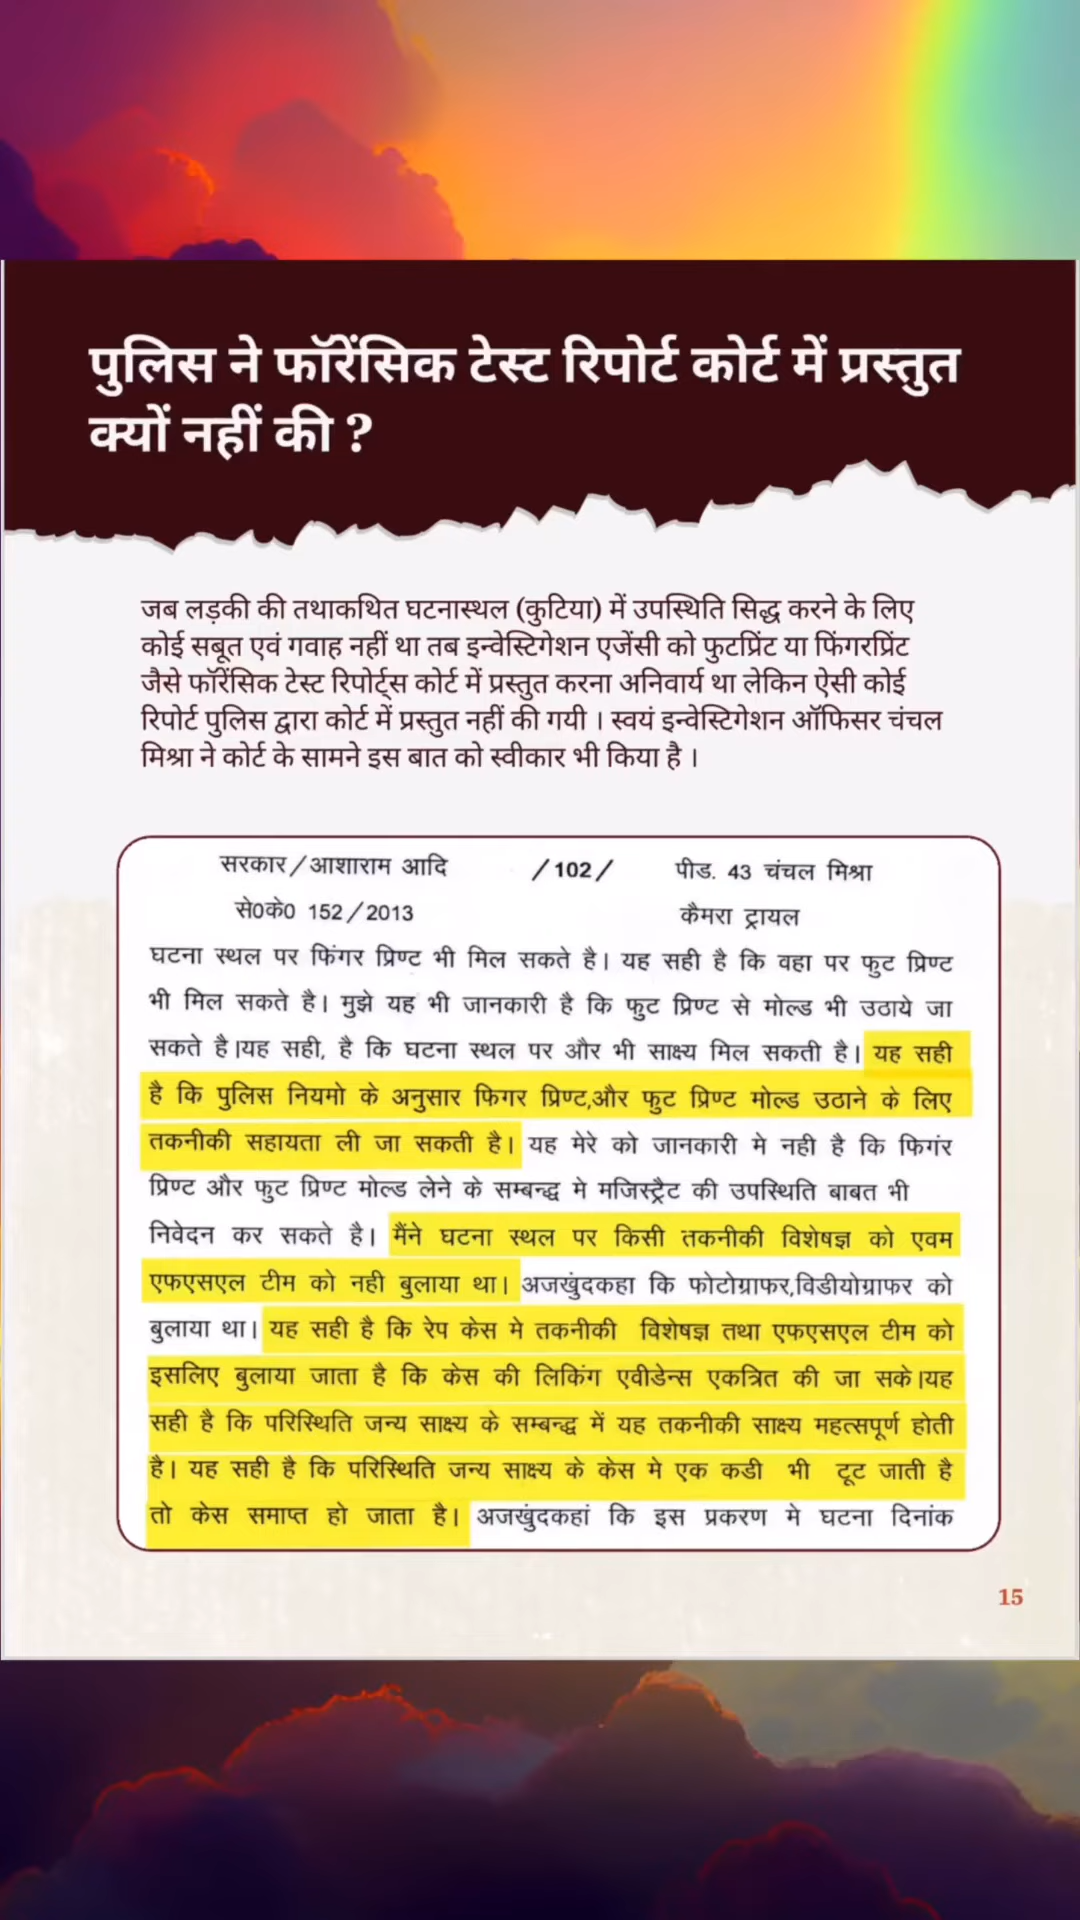 पुलिस ने फॉरेंसिक टेस्ट रिपोर्ट कोर्ट में प्रस्तुत
क्यों नहीं की ?
जब लड़की की तथाकथित घटनास्थल (कुटिया) में उपस्थिति सिद्ध करने के लिए
कोई सबूत एवं गवाह नहीं था तब इन्वेस्टिगेशन एजेंसी को फुटप्रिंट या फिंगरप्रिंट
जैसे फॉरेंसिक टेस्ट रिपोर्ट्स कोर्ट में प्रस्तुत करना अनिवार्य था लेकिन ऐसी कोई
रिपोर्ट पुलिस द्वारा कोर्ट में प्रस्तुत नहीं की गयी । स्वयं इन्वेस्टिगेशन ऑफिसर चंचल
मिश्रा ने कोर्ट के सामने इस बात को स्वीकार भी किया है ।
सरकार/आशाराम आदि /102/ पीड. 43 चंचल मिश्रा
से0के0 152/2013 कैमरा ट्रायल
घटना स्थल पर फिंगर प्रिण्ट भी मिल सकते है। यह सही है कि वहा पर फुट प्रिण्ट
भी मिल सकते है। मुझे यह भी जानकारी है कि फुट प्रिण्ट से मोल्ड भी उठाये जा
सकते है।यह सही, है कि घटना स्थल पर और भी साक्ष्य मिल सकती है। यह सही
है कि पुलिस नियमो के अनुसार फिगर प्रिण्ट,और फुट प्रिण्ट मोल्ड उठाने के लिए
तकनीकी सहायता ली जा सकती है। यह मेरे को जानकारी मे नही है कि फिगंर
प्रिण्ट और फुट प्रिण्ट मोल्ड लेने के सम्बन्द्ध मे मजिस्ट्रैट की उपस्थिति बाबत भी
निवेदन कर सकते है। मैंने घटना स्थल पर किसी तकनीकी विशेषज्ञ को एवम
एफएसएल टीम को नही बुलाया था। अजखुंदकहा कि फोटोग्राफर,विडीयोग्राफर को
बुलाया था। यह सही है कि रेप केस मे तकनीकी विशेषज्ञ तथा एफएसएल टीम को
इसलिए बुलाया जाता है कि केस की लिकिंग एवीडेन्स एकत्रित की जा सके।यह
सही है कि परिस्थिति जन्य साक्ष्य के सम्बन्द्ध में यह तकनीकी साक्ष्य महत्सपूर्ण होती
है। यह सही है कि परिस्थिति जन्य साक्ष्य के केस मे एक कडी भी टूट जाती है
तो केस समाप्त हो जाता है। अजखुंदकहां कि इस प्रकरण मे घटना दिनांक
15